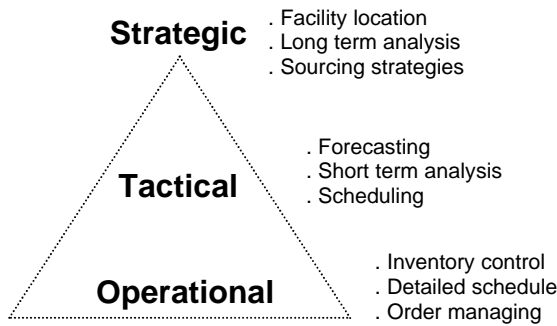 Strategic
. Facility location
. Long term analysis
. Sourcing strategies
Tactical
. Forecasting
. Short term analysis
. Scheduling
Operational
. Inventory control
. Detailed schedule
. Order managing